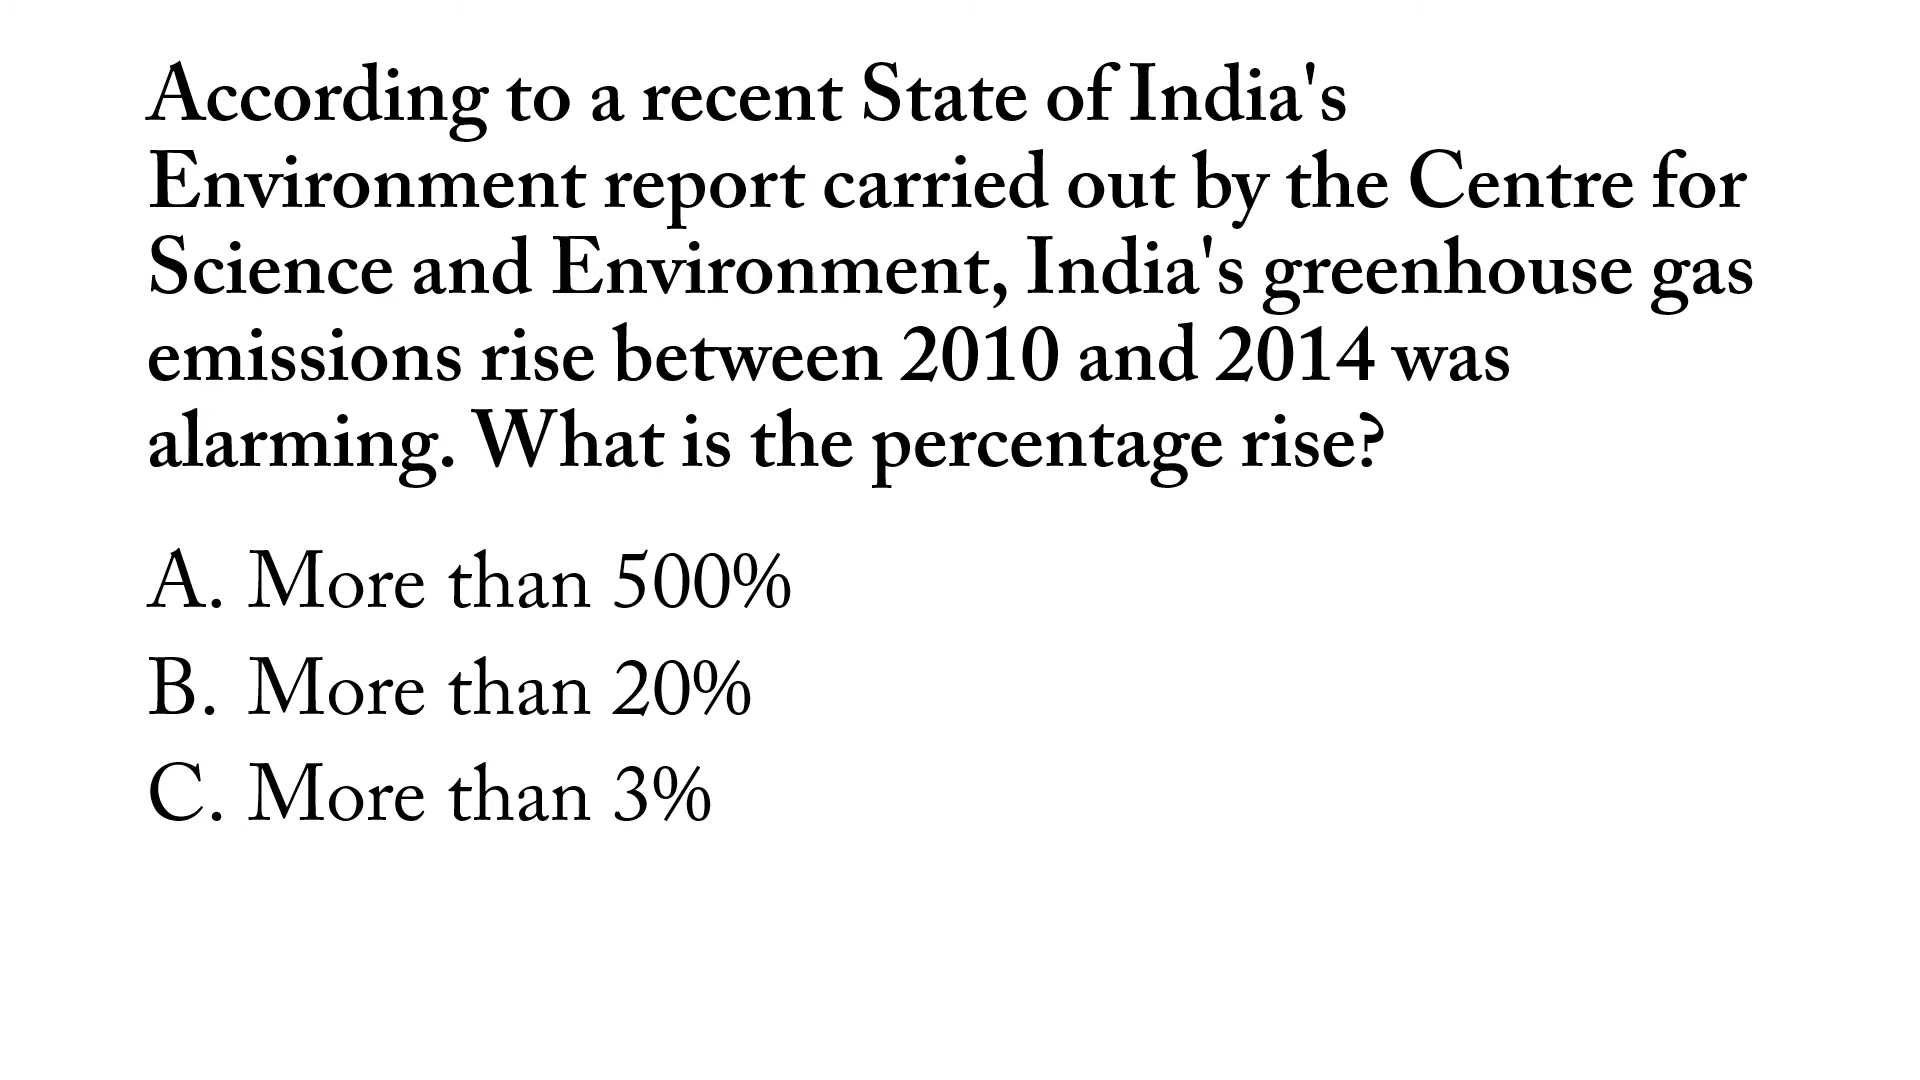 According to a recent State of India's
Environment report carried out by the Centre for
Science and Environment, India's greenhouse gas
emissions rise between 2010 and 2014 was
alarming. What is the percentage rise?
A. More than 500%
B. More than 20%
C. More than 3%